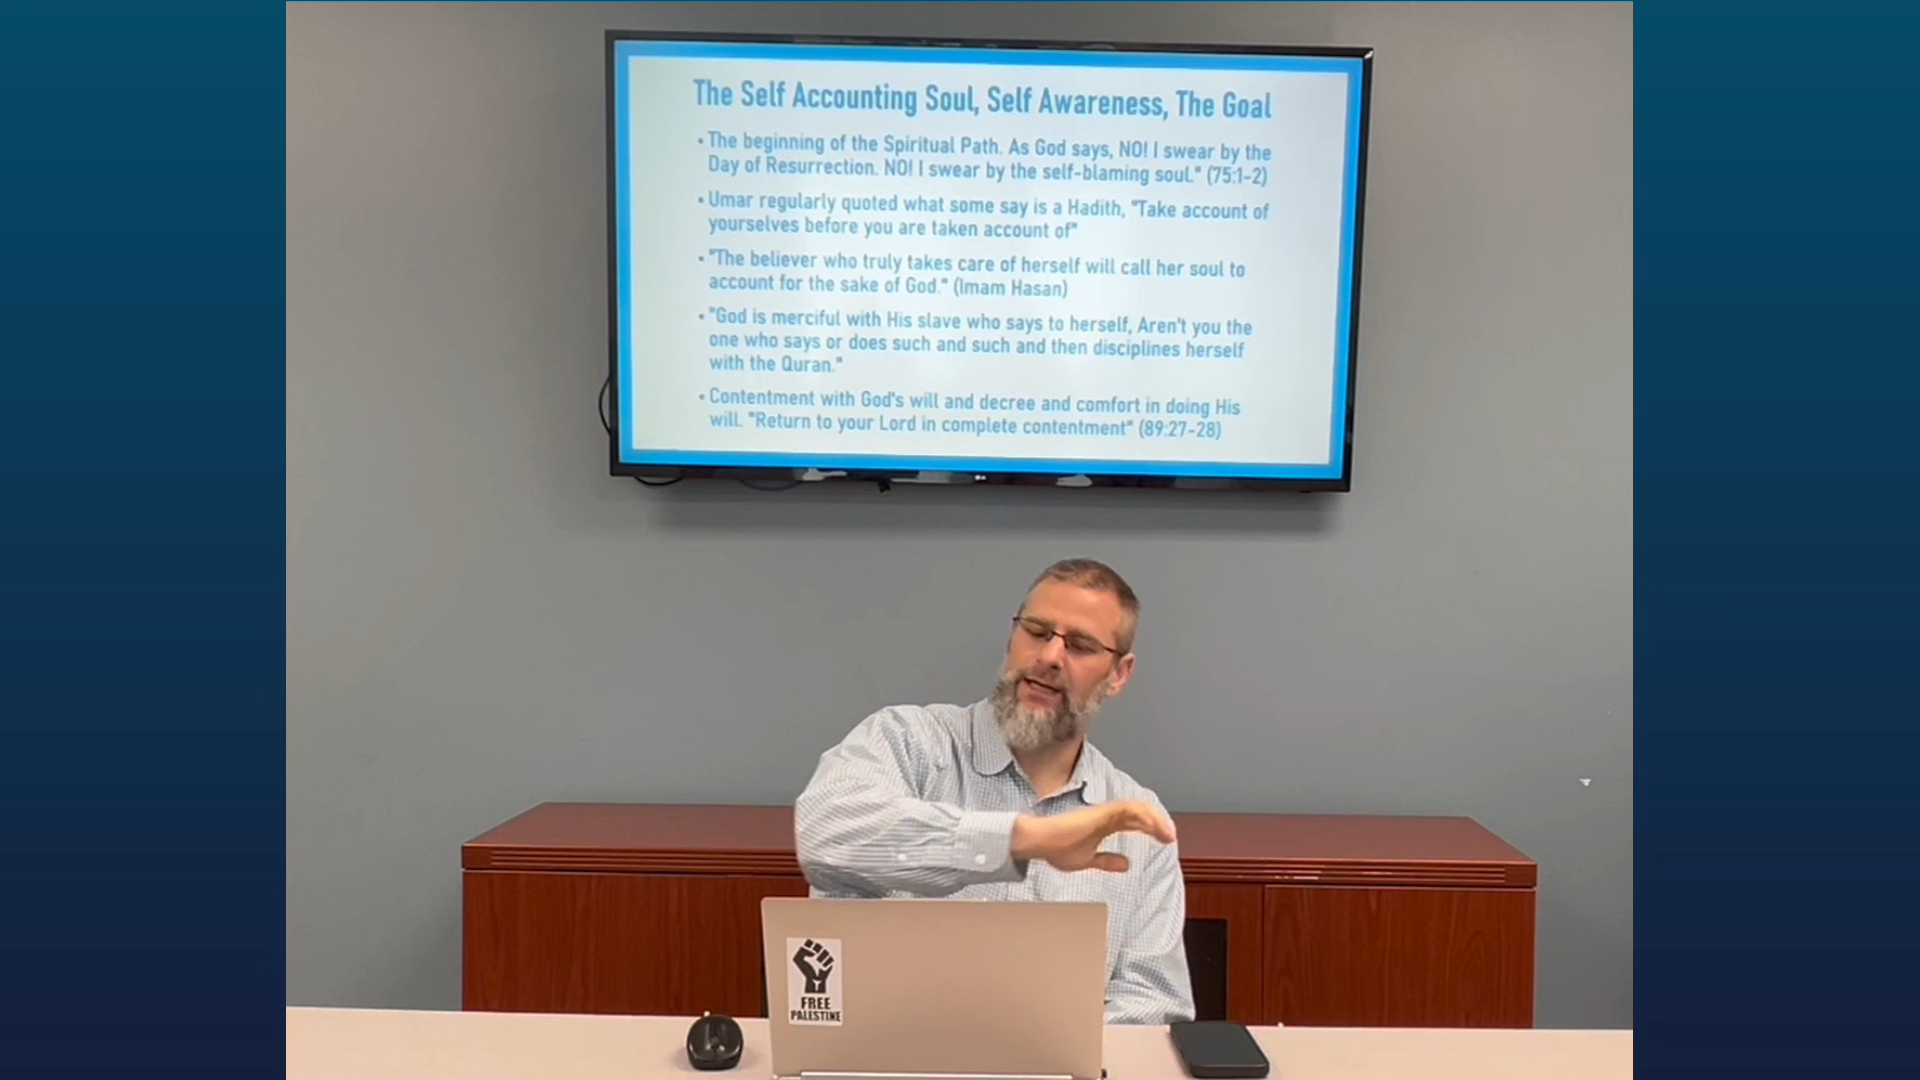 The Self Accounting Soul, Self Awareness, The Goal
• The beginning of the Spiritual Path. As God says, NO! I swear by the
Day of Resurrection. NO! I swear by the self-blaming soul." (75:1-2)
• Umar regularly quoted what some say is a Hadith, "Take account of
yourselves before you are taken account of"
• "The believer who truly takes care of herself will call her soul to
account for the sake of God." (Imam Hasan)
• "God is merciful with His slave who says to herself, Aren't you the
one who says or does such and such and then disciplines herself
with the Quran."
• Contentment with God's will and decree and comfort in doing His
will. "Return to your Lord in complete contentment" (89:27-28)
LG
FREE
PALESTINE